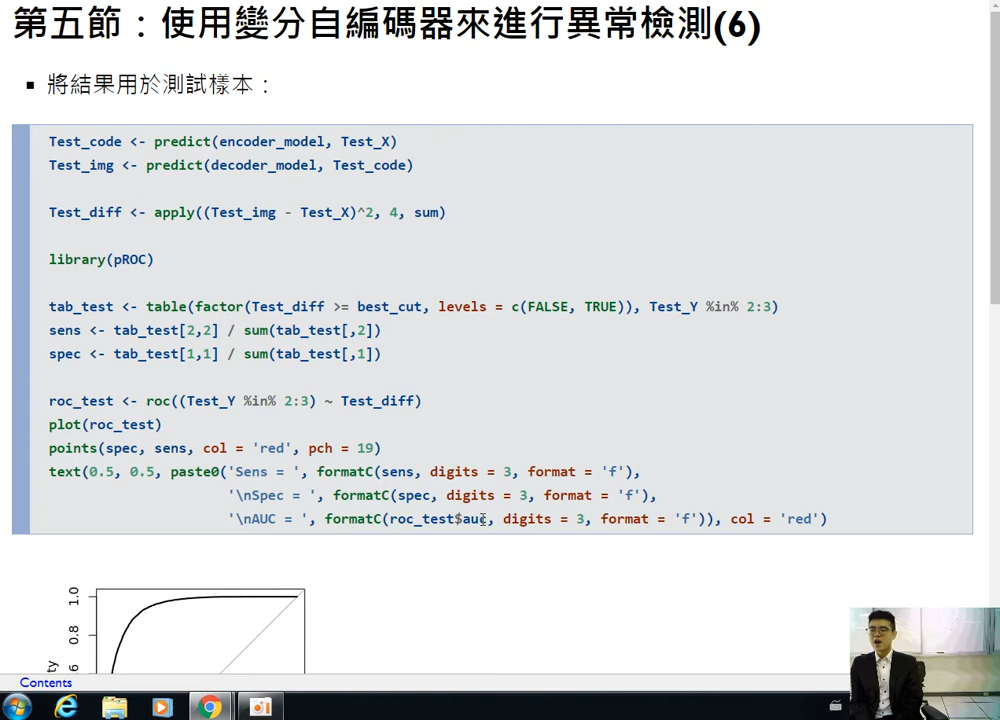 第五節：使用變分自編碼器來進行異常檢測(6)
將結果用於測試樣本：
Test_code <- predict(encoder_model, Test_X)
Test_img <- predict(decoder_model, Test_code)
Test_diff <- apply((Test_img - Test_X)^2, 4, sum)
library(pROC)
tab_test <- table(factor(Test_diff >= best_cut, levels = c(FALSE, TRUE)), Test_Y %in% 2:3)
sens <- tab_test[2,2] / sum(tab_test[,2])
spec <- tab_test[1,1] / sum(tab_test[,1])
roc_test <- roc((Test_Y %in% 2:3) ~ Test_diff)
plot(roc_test)
points(spec, sens, col = 'red', pch = 19)
text(0.5, 0.5, paste0('Sens = ', formatC(sens, digits = 3, format = 'f'),
'\nSpec = ', formatC(spec, digits = 3, format = 'f'),
'\nAUC = ', formatC(roc_test$auc, digits = 3, format = 'f')), col = 'red')
1.0
0.8
Contents